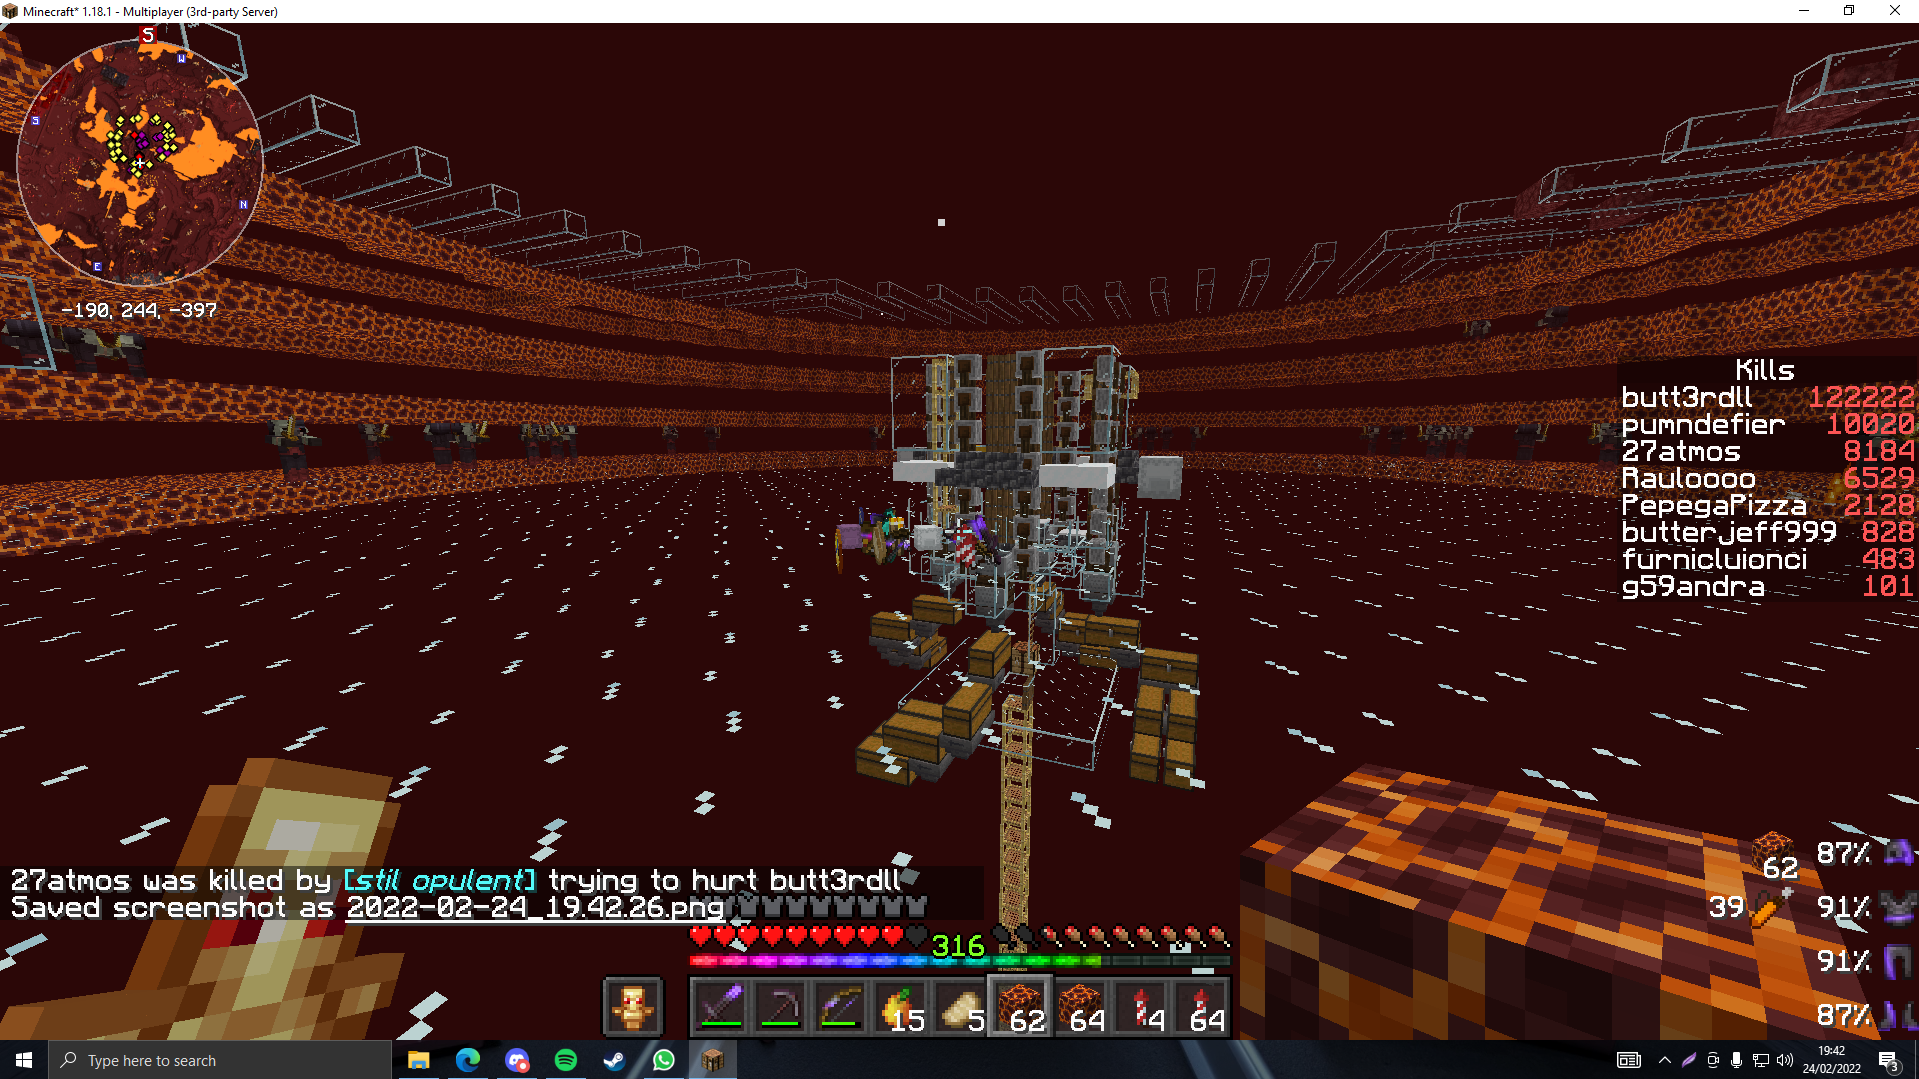 Minecraft* 1.18.1 - Multiplayer (3rd-party Server)
S
W
S
N
E
-190, 244, -397
Kills
butt3rdll 122222
pumndefier 10020
27atmos 8184
Rauloooo 6529
PepegaPizza 2128
butterjeff999 828
furnicluionci 483
g59andra 101
62
87%
39
91%
91%
87%
27atmos was killed by [stil opulent] trying to hurt butt3rdll
Saved screenshot as 2022-02-24_19.42.26.png
316
15 5 62 64 4 64
Type here to search
19:42
24/02/2022
3